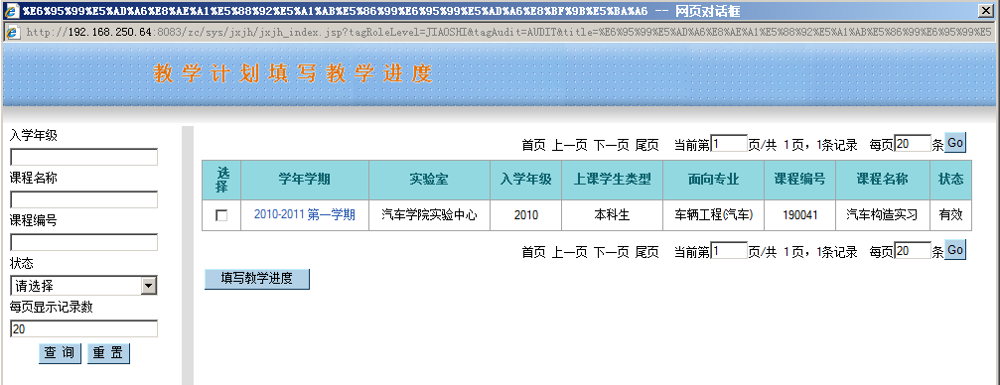 %E6%95%99%E5%AD%A6%E8%AE%A1%E5%88%92%E5%A1%AB%E5%86%99%E6%95%99%E5%AD%A6%E8%BF%9B%E5%BA%A6 -- 网页对话框
http://192.168.250.64:8083/zc/sys/jxjh/jxjh_index.jsp?tagRoleLevel=JIAOSHI&tagAudit=AUDIT&title=%E6%95%99%E5%AD%A6%E8%AE%A1%E5%88%92%E5%A1%AB%E5%86%99%E6%95%99%E5
教学计划填写教学进度
入学年级
课程名称
课程编号
状态
请选择
每页显示记录数
20
查 询 重 置
首页 上一页 下一页 尾页 当前第1页/共 1页，1条记录 每页20条Go
选择 学年学期 实验室 入学年级 上课学生类型 面向专业 课程编号 课程名称 状态
2010-2011 第一学期 汽车学院实验中心 2010 本科生 车辆工程(汽车) 190041 汽车构造实习 有效
首页 上一页 下一页 尾页 当前第1页/共 1页，1条记录 每页20条Go
填写教学进度